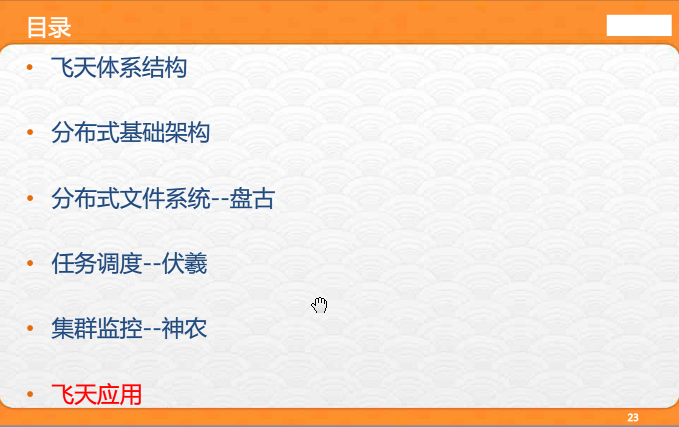 目录
• 飞天体系结构
• 分布式基础架构
• 分布式文件系统--盘古
• 任务调度--伏羲
• 集群监控--神农
• 飞天应用
23